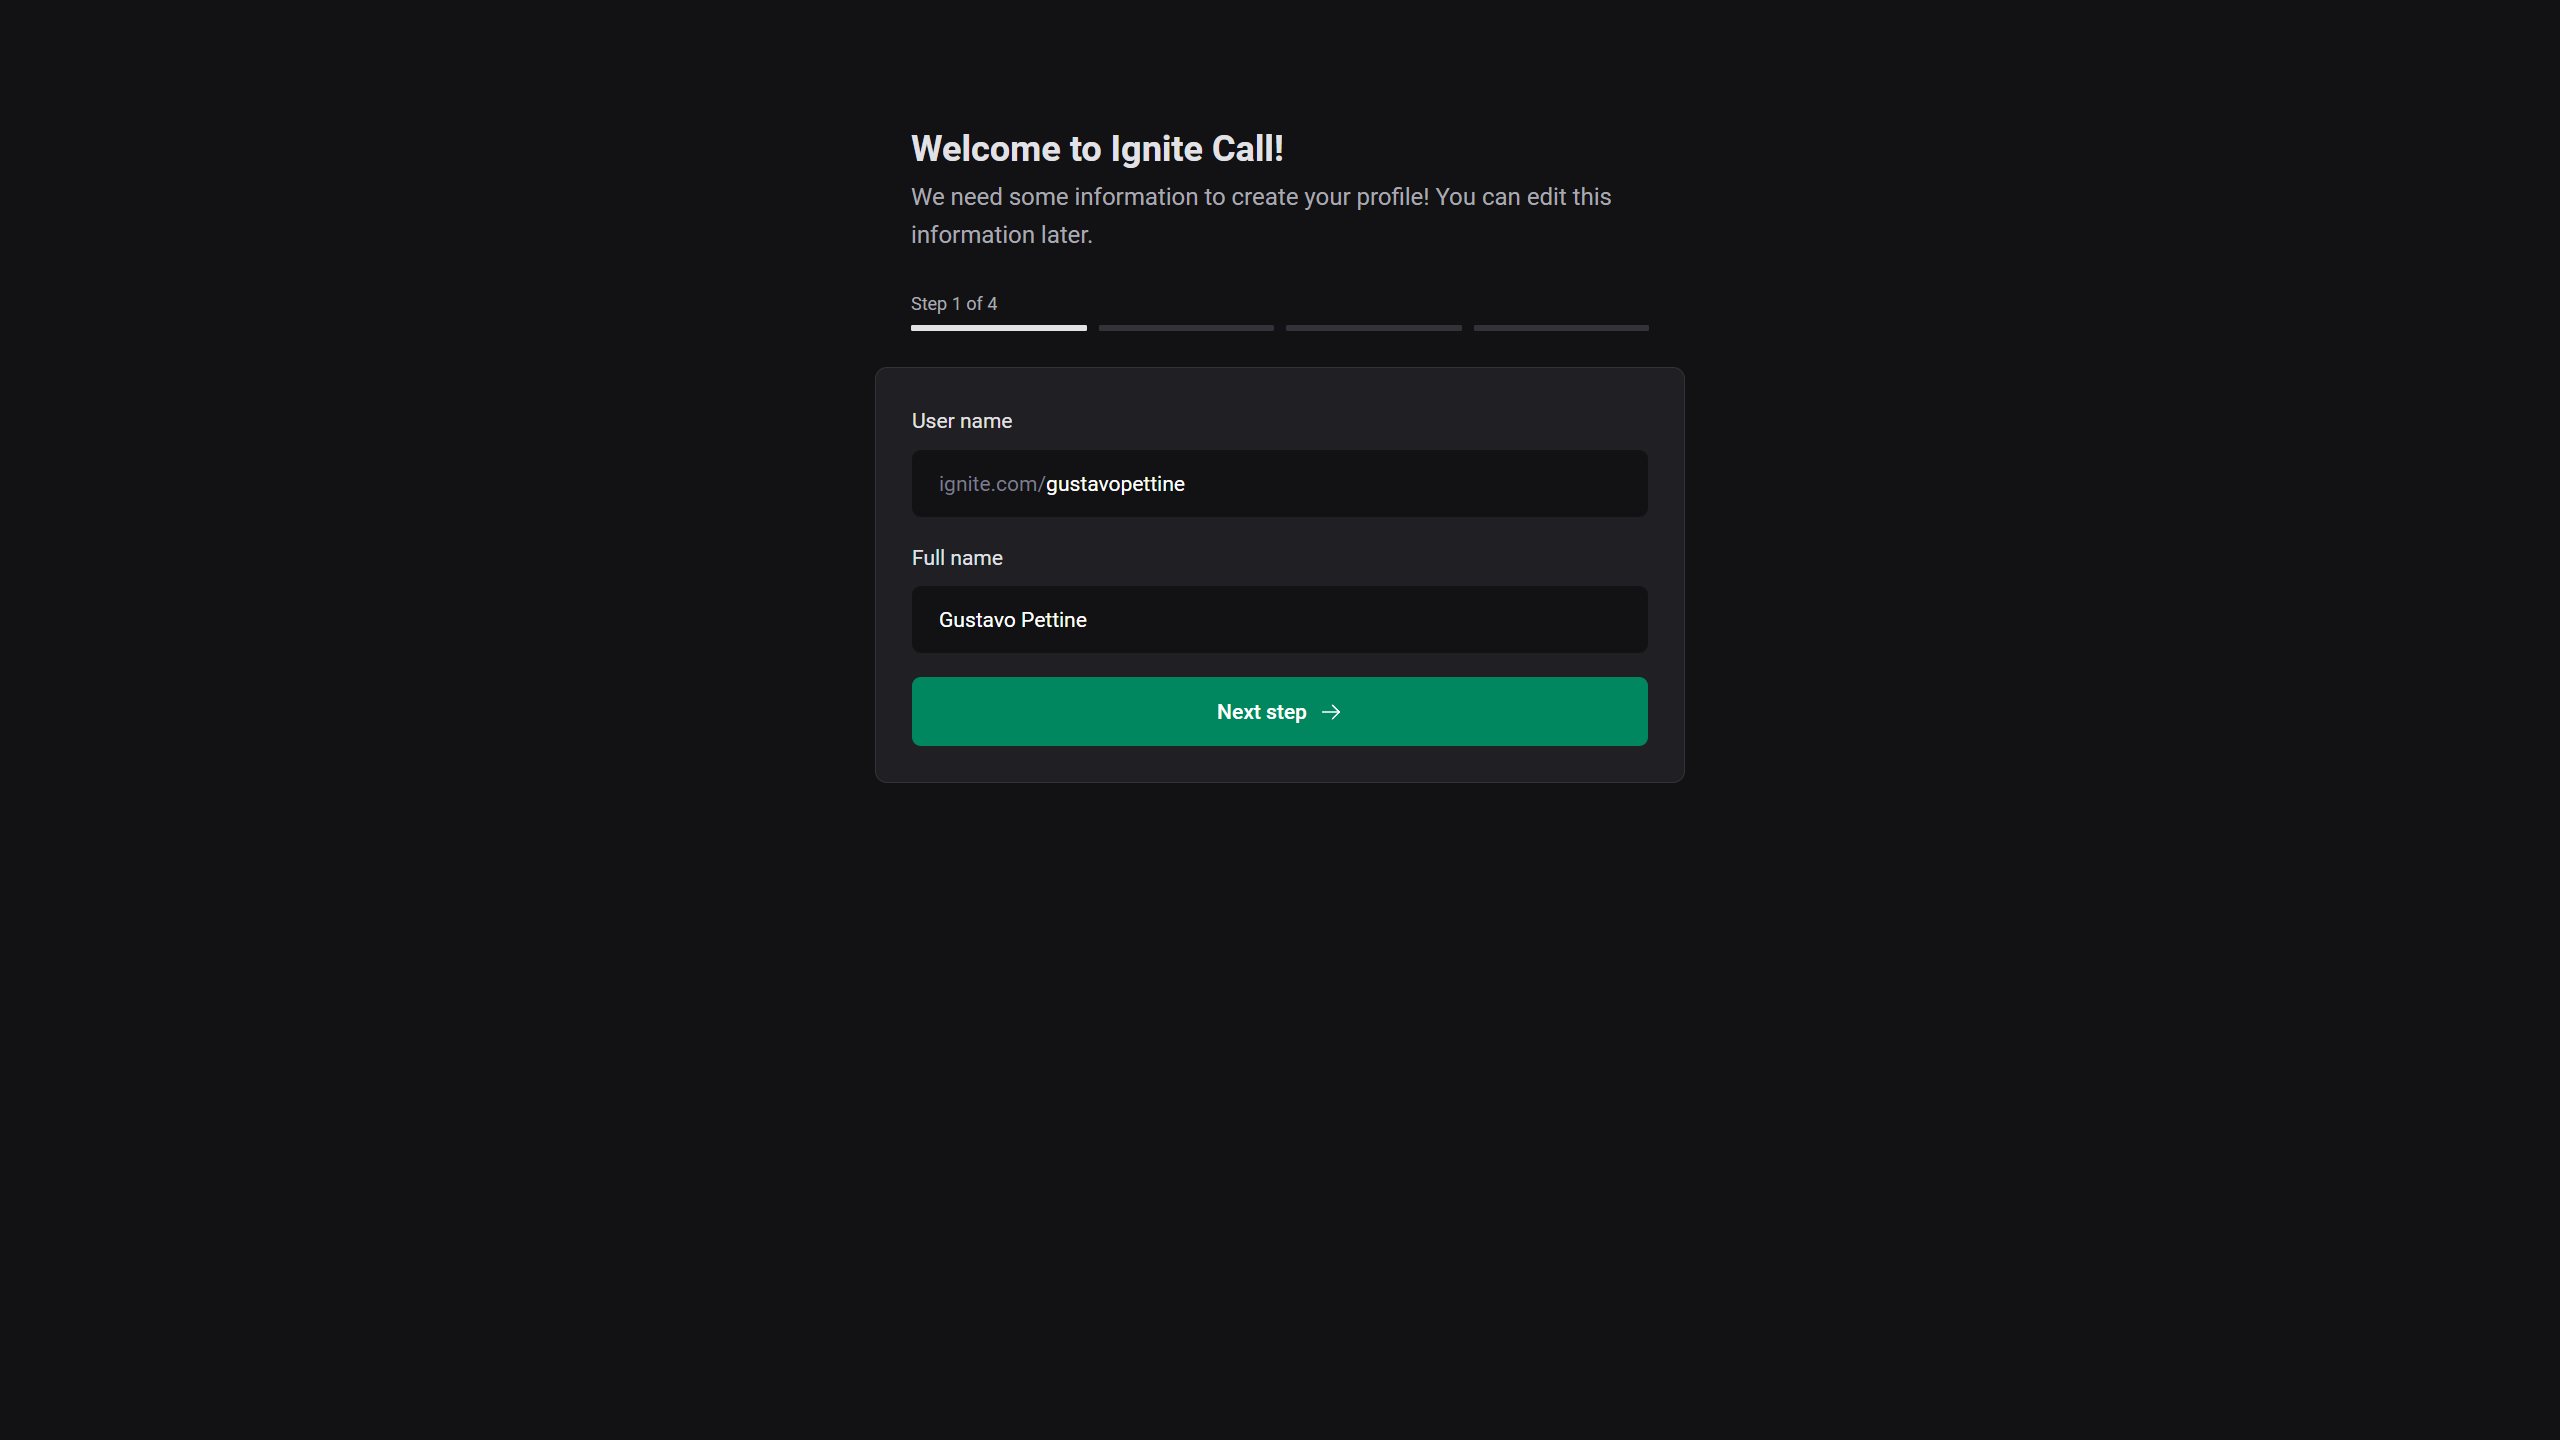 Welcome to Ignite Call!
We need some information to create your profile! You can edit this
information later.
Step 1 of 4
User name
ignite.com/gustavopettine
Full name
Gustavo Pettine
Next step